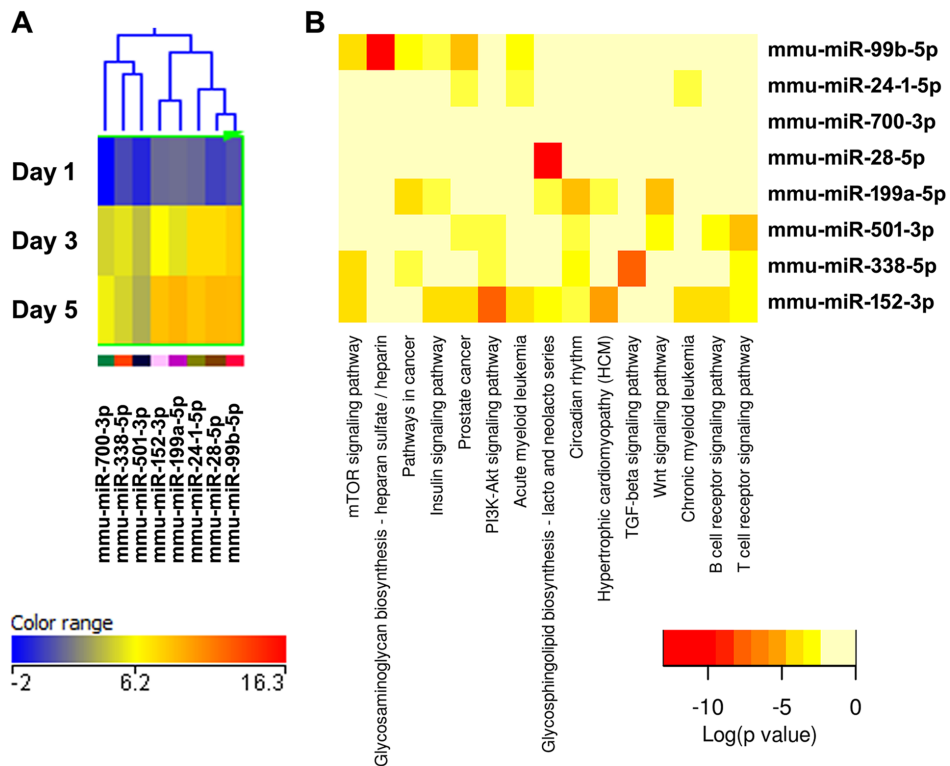 A
B
Day 1
Day 3
Day 5
mmu-miR-700-3p
mmu-miR-338-5p
mmu-miR-501-3p
mmu-miR-152-3p
mmu-miR-199a-5p
mmu-miR-24-1-5p
mmu-miR-28-5p
mmu-miR-99b-5p
Color range
-2
6.2
16.3
mmu-miR-99b-5p
mmu-miR-24-1-5p
mmu-miR-700-3p
mmu-miR-28-5p
mmu-miR-199a-5p
mmu-miR-501-3p
mmu-miR-338-5p
mmu-miR-152-3p
mTOR signaling pathway
Glycosaminoglycan biosynthesis - heparan sulfate / heparin
Pathways in cancer
Insulin signaling pathway
Prostate cancer
PI3K-Akt signaling pathway
Acute myeloid leukemia
Glycosphingolipid biosynthesis - lacto and neolacto series
Circadian rhythm
Hypertrophic cardiomyopathy (HCM)
TGF-beta signaling pathway
Wnt signaling pathway
Chronic myeloid leukemia
B cell receptor signaling pathway
T cell receptor signaling pathway
-10
-5
0
Log(p value)